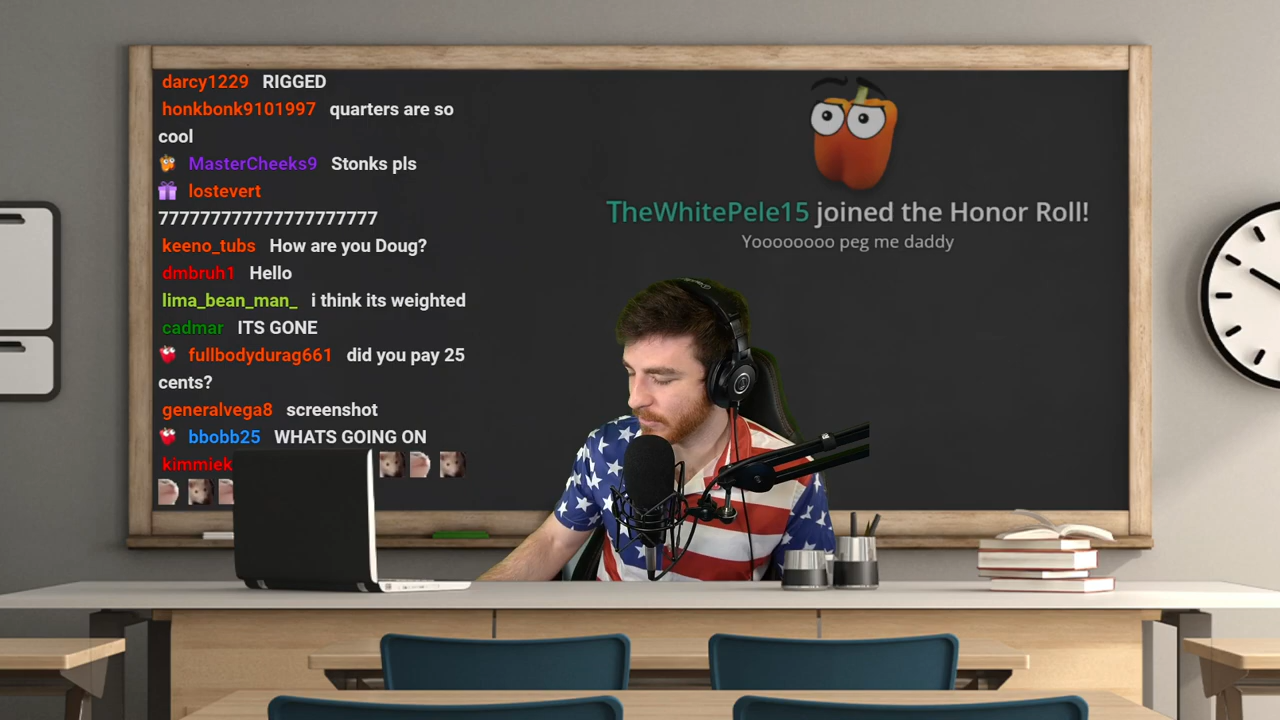 darcy1229 RIGGED
honkbonk9101997 quarters are so
cool
MasterCheeks9 Stonks pls
lostevert
777777777777777777777
keeno_tubs How are you Doug?
dmbruh1 Hello
lima_bean_man_ i think its weighted
cadmar ITS GONE
fullbodydurag661 did you pay 25
cents?
generalvega8 screenshot
bbobb25 WHATS GOING ON
kimmiek
TheWhitePele15 joined the Honor Roll!
Yoooooooo peg me daddy